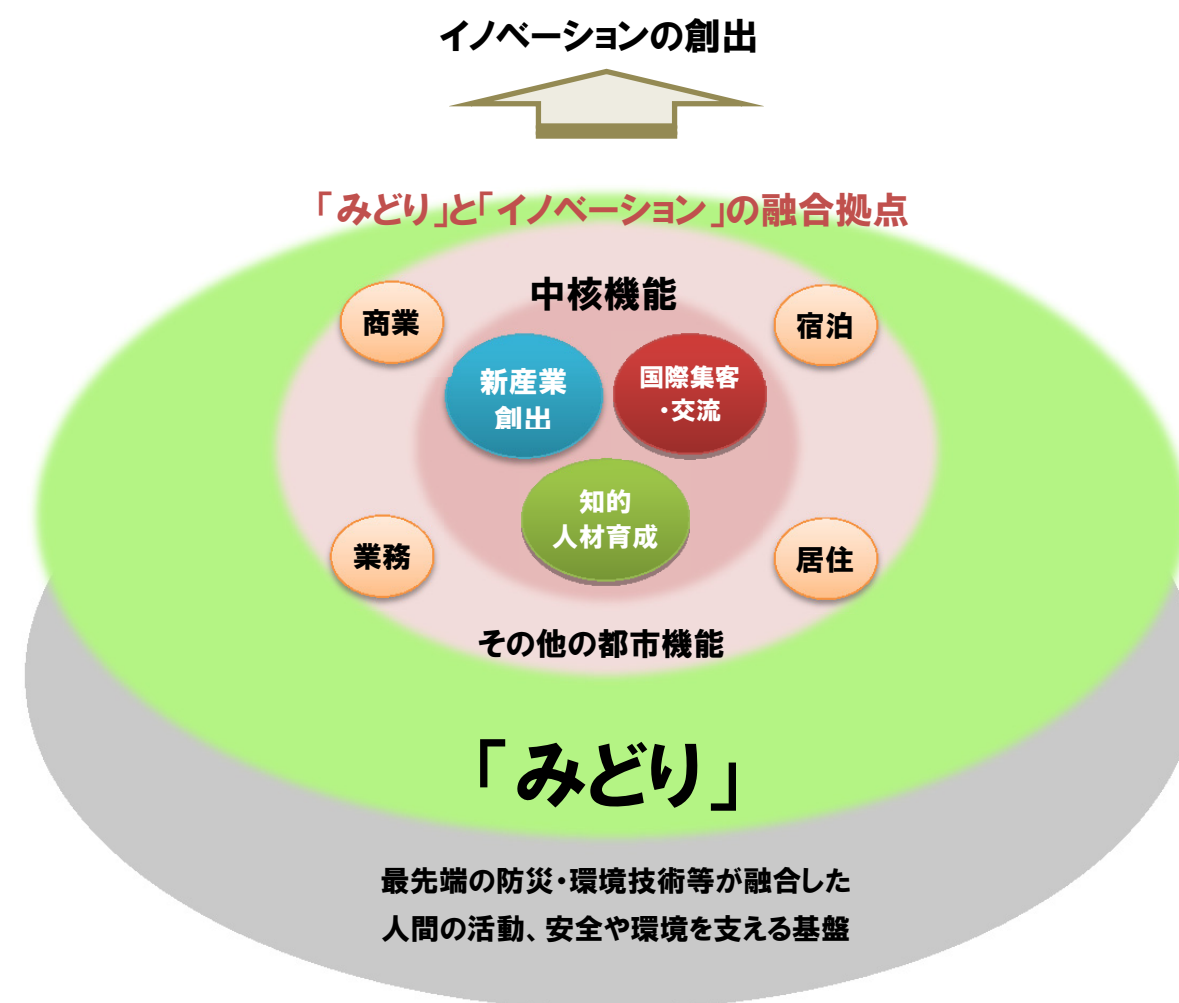 イノベーションの創出
「みどり」と「イノベーション」の融合拠点
中核機能
商業
宿泊
新産業
創出
国際集客
・交流
知的
人材育成
業務
居住
その他の都市機能
「みどり」
最先端の防災・環境技術等が融合した
人間の活動、安全や環境を支える基盤